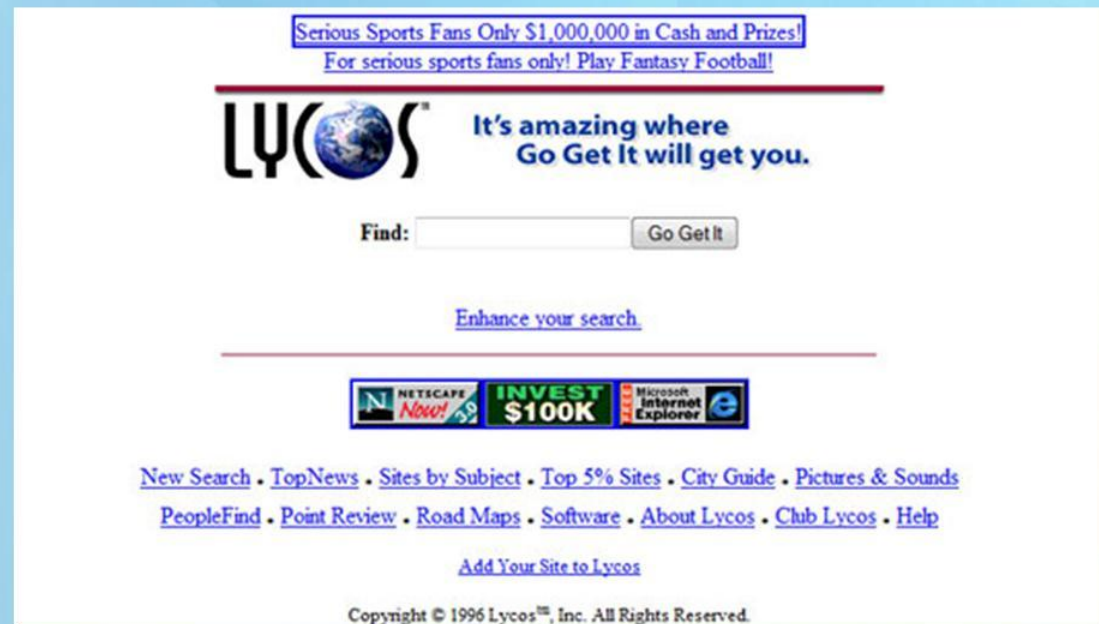 Serious Sports Fans Only $1,000,000 in Cash and Prizes!
For serious sports fans only! Play Fantasy Football!
LYCOS™
It's amazing where
Go Get It will get you.
Find: Go Get It
Enhance your search.
N NETSCAPE Now! 3.0
INVEST $100K
FREE Microsoft Internet Explorer
New Search . TopNews . Sites by Subject . Top 5% Sites . City Guide . Pictures & Sounds
PeopleFind . Point Review . Road Maps . Software . About Lycos . Club Lycos . Help
Add Your Site to Lycos
Copyright © 1996 Lycos™, Inc. All Rights Reserved.